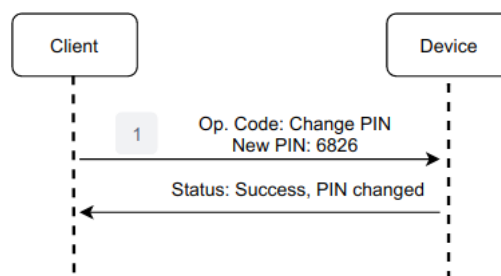 Client
Device
1
Op. Code: Change PIN
New PIN: 6826
Status: Success, PIN changed